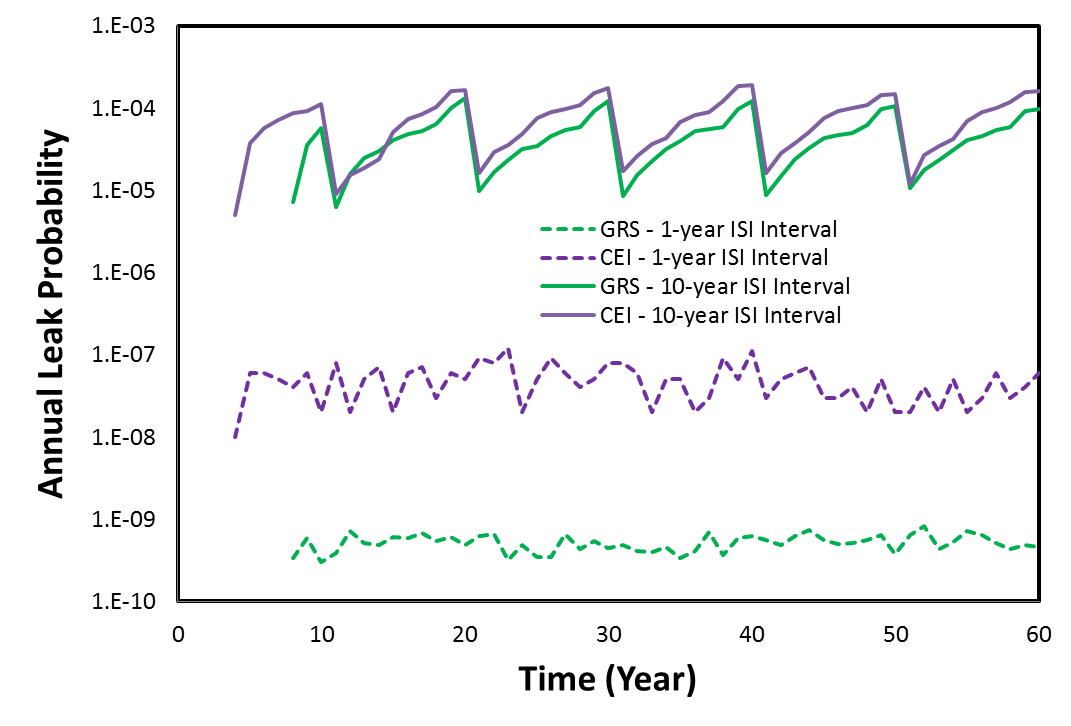 1.E-03
1.E-04
1.E-05
1.E-06
1.E-07
1.E-08
1.E-09
1.E-10
Annual Leak Probability
GRS - 1-year ISI Interval
CEI - 1-year ISI Interval
GRS - 10-year ISI Interval
CEI - 10-year ISI Interval
0 10 20 30 40 50 60
Time (Year)